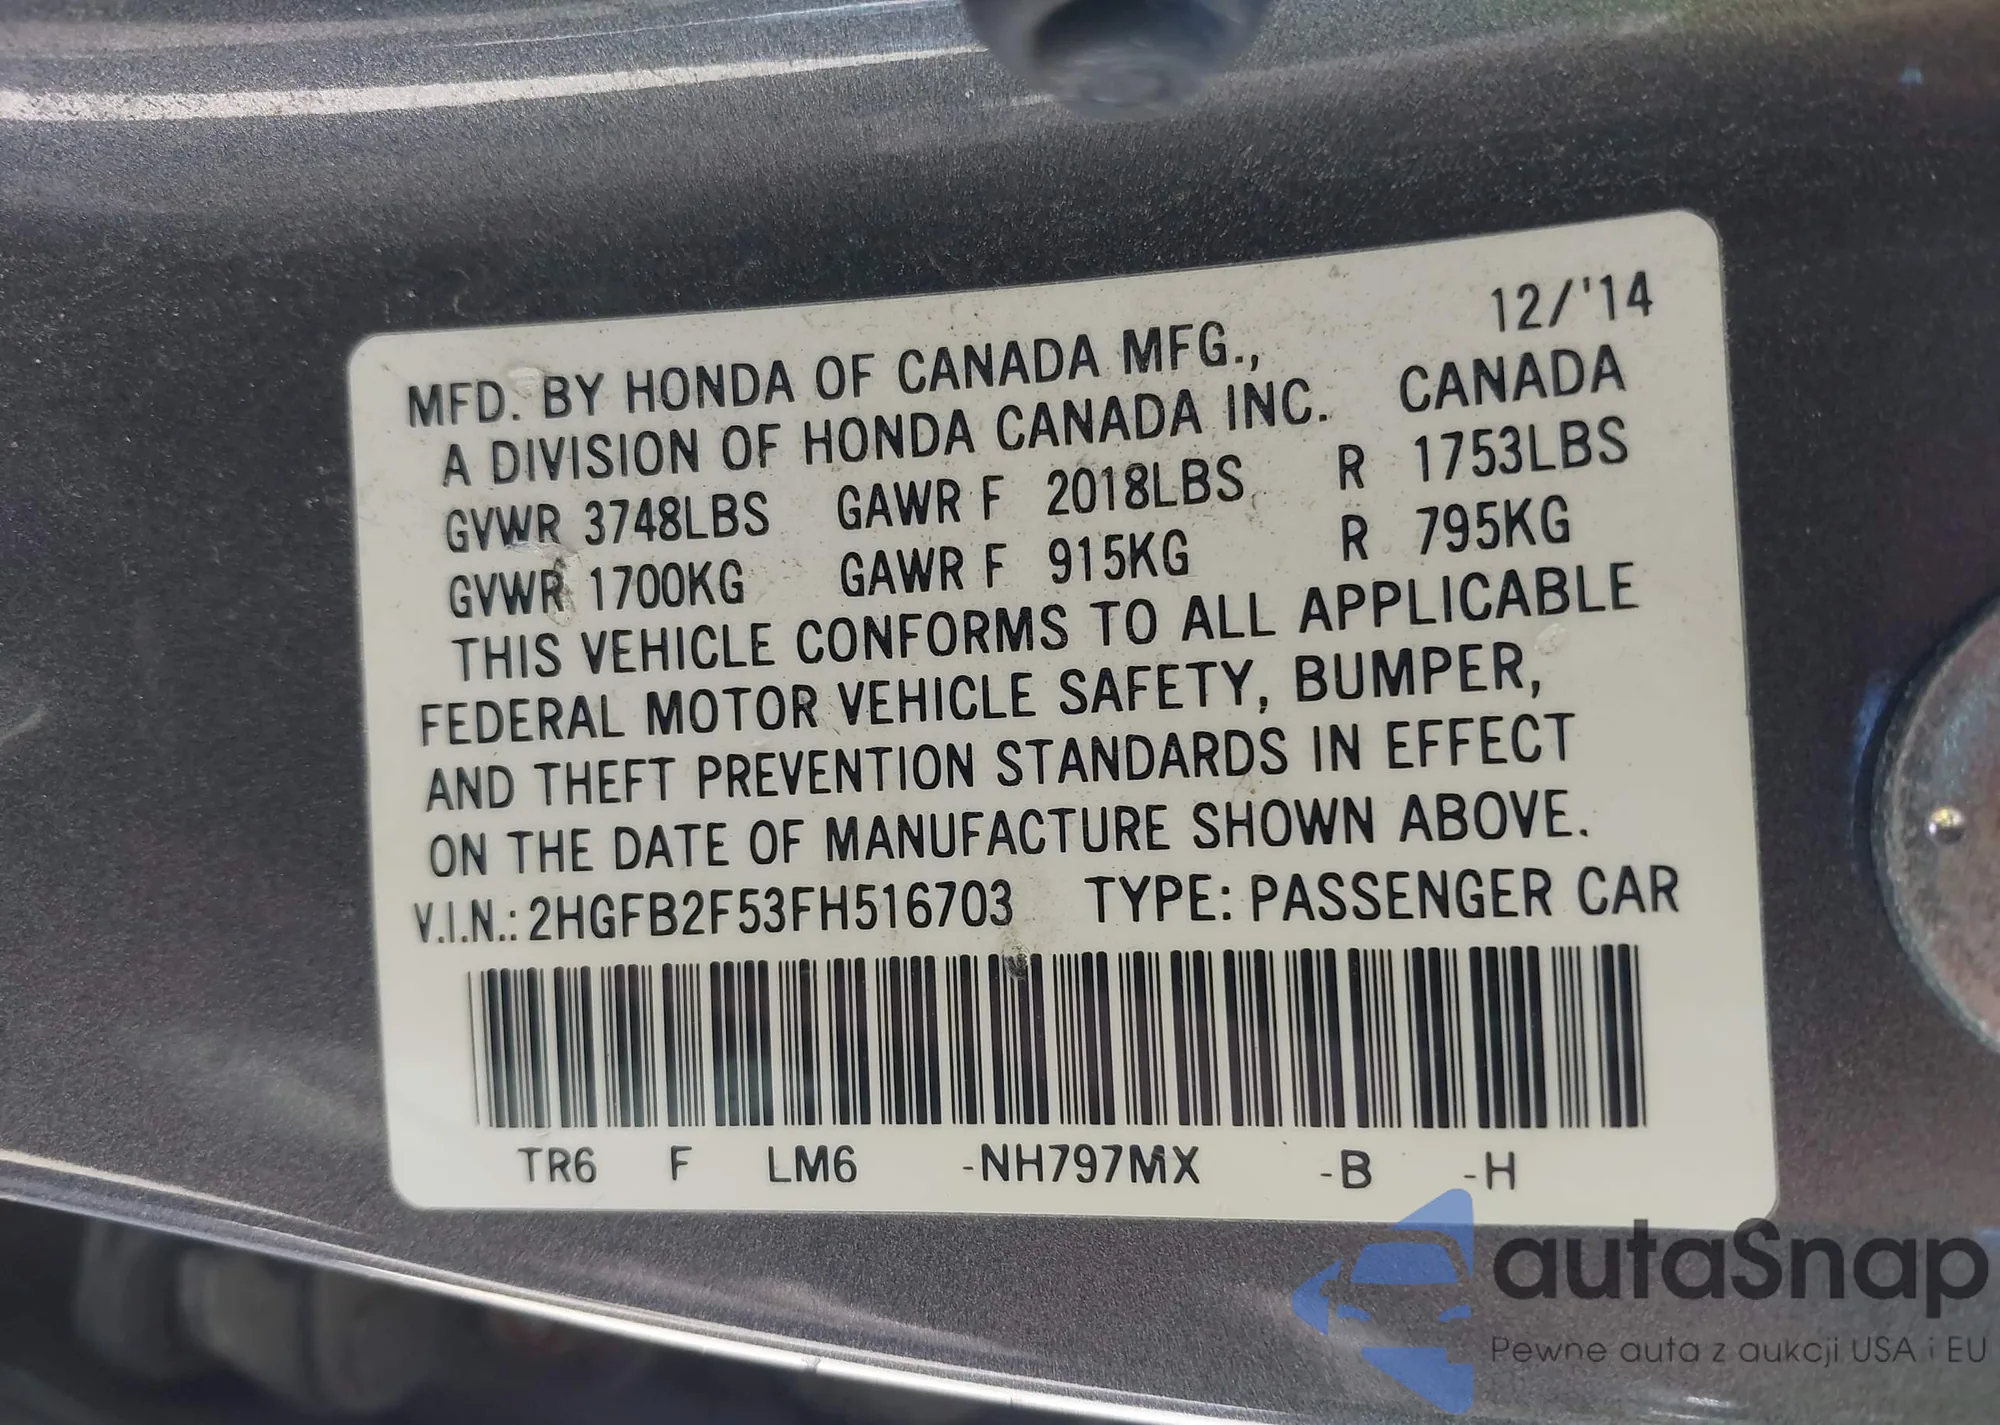 12/'14
MFD. BY HONDA OF CANADA MFG.,
A DIVISION OF HONDA CANADA INC. CANADA
GVWR 3748LBS GAWR F 2018LBS R 1753LBS
GVWR 1700KG GAWR F 915KG R 795KG
THIS VEHICLE CONFORMS TO ALL APPLICABLE
FEDERAL MOTOR VEHICLE SAFETY, BUMPER,
AND THEFT PREVENTION STANDARDS IN EFFECT
ON THE DATE OF MANUFACTURE SHOWN ABOVE.
V.I.N.: 2HGFB2F53FH516703 TYPE: PASSENGER CAR
TR6 F LM6 -NH797MX -B -H
autaSnap
Pewne auta z aukcji USA i EU